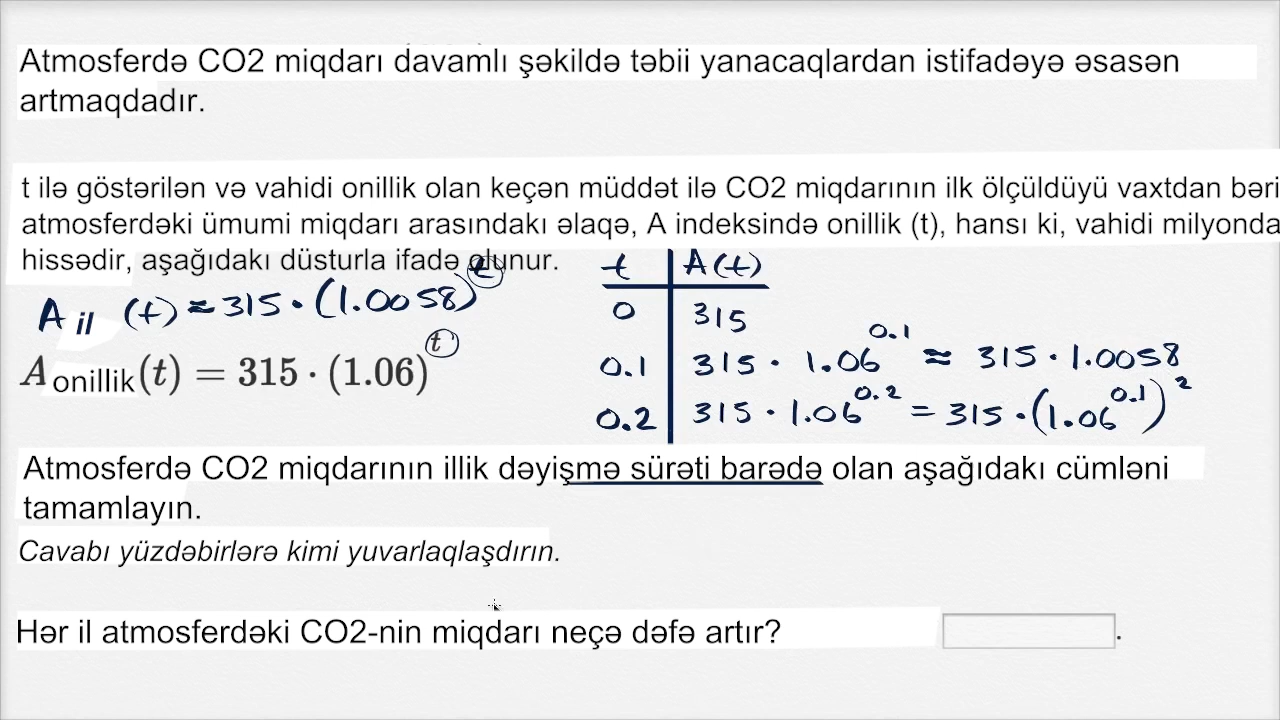 Atmosferdə CO2 miqdarı davamlı şəkildə təbii yanacaqlardan istifadəyə əsasən
artmaqdadır.
t ilə göstərilən və vahidi onillik olan keçən müddət ilə CO2 miqdarının ilk ölçüldüyü vaxtdan bəri
atmosferdəki ümumi miqdarı arasındakı əlaqə, A indeksində onillik (t), hansı ki, vahidi milyonda
hissədir, aşağıdakı düsturla ifadə olunur.
A il (t) ≈ 315 · (1.0058)^t
A onillik (t) = 315 · (1.06)^t
t | A(t)
0 | 315
0.1 | 315 · 1.06^0.1 ≈ 315 · 1.0058
0.2 | 315 · 1.06^0.2 = 315 · (1.06^0.1)^2
Atmosferdə CO2 miqdarının illik dəyişmə sürəti barədə olan aşağıdakı cümləni
tamamlayın.
Cavabı yüzdəbirlərə kimi yuvarlaqlaşdırın.
Hər il atmosferdəki CO2-nin miqdarı neçə dəfə artır? .